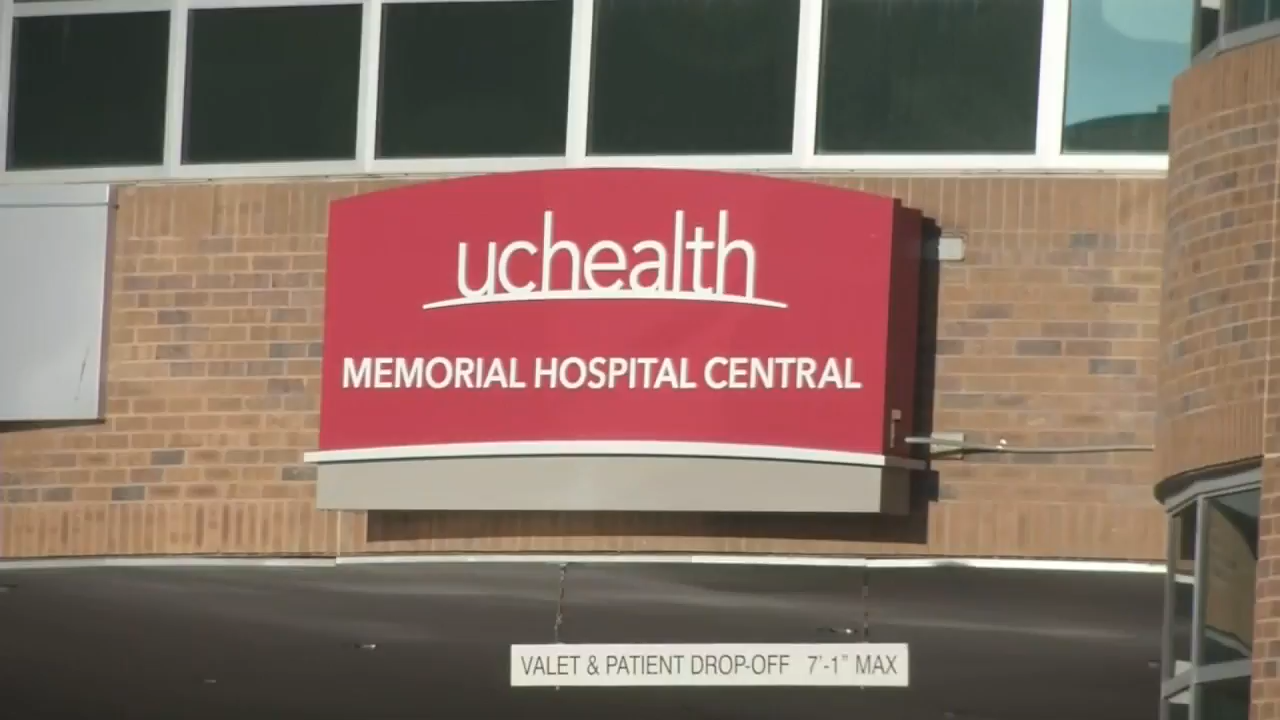 uchealth
MEMORIAL HOSPITAL CENTRAL
VALET & PATIENT DROP-OFF 7'-1" MAX